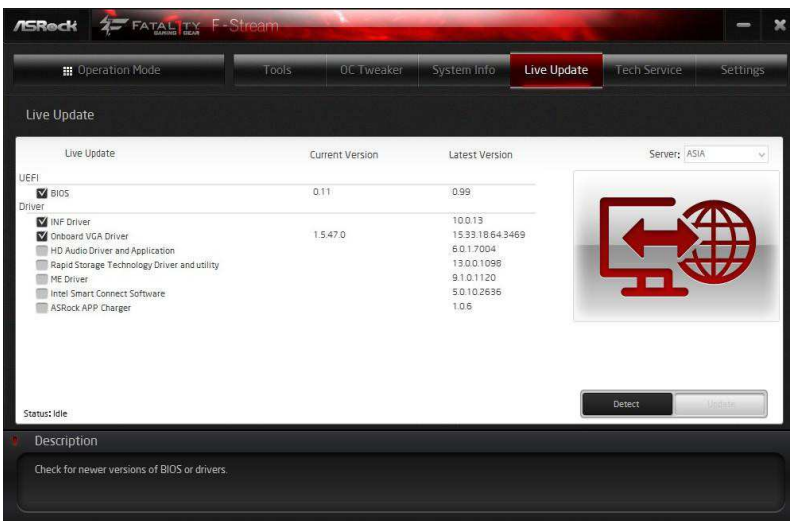 ASRock FATAL1TY GAMING GEAR F-Stream
Operation Mode Tools OC Tweaker System Info Live Update Tech Service Settings
Live Update
Live Update Current Version Latest Version Server: ASIA
UEFI
BIOS 0.11 0.99
Driver
INF Driver 10.0.13
Onboard VGA Driver 1.5.47.0 15.33.18.64.3469
HD Audio Driver and Application 6.0.1.7004
Rapid Storage Technology Driver and utility 13.0.0.1098
ME Driver 9.1.0.1120
Intel Smart Connect Software 5.0.10.2636
ASRock APP Charger 1.0.6
Detect Update
Status: Idle
Description
Check for newer versions of BIOS or drivers.